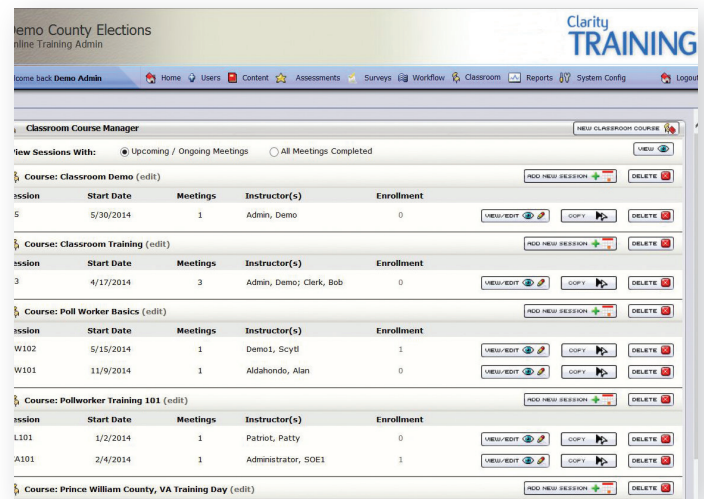 emo County Elections
nline Training Admin
Clarity
TRAINING
lcome back Demo Admin Home Users Content Assessments Surveys Workflow Classroom Reports System Config Logout
Classroom Course Manager NEW CLASSROOM COURSE
iew Sessions With: Upcoming / Ongoing Meetings All Meetings Completed VIEW
Course: Classroom Demo (edit) ADD NEW SESSION DELETE
ession Start Date Meetings Instructor(s) Enrollment
5 5/30/2014 1 Admin, Demo 0 VIEW/EDIT COPY DELETE
Course: Classroom Training (edit) ADD NEW SESSION DELETE
ession Start Date Meetings Instructor(s) Enrollment
3 4/17/2014 3 Admin, Demo; Clerk, Bob 0 VIEW/EDIT COPY DELETE
Course: Poll Worker Basics (edit) ADD NEW SESSION DELETE
ession Start Date Meetings Instructor(s) Enrollment
W102 5/15/2014 1 Demo1, Scytl 1 VIEW/EDIT COPY DELETE
W101 11/9/2014 1 Aldahondo, Alan 0 VIEW/EDIT COPY DELETE
Course: Pollworker Training 101 (edit) ADD NEW SESSION DELETE
ession Start Date Meetings Instructor(s) Enrollment
L101 1/2/2014 1 Patriot, Patty 0 VIEW/EDIT COPY DELETE
A101 2/4/2014 1 Administrator, SOE1 1 VIEW/EDIT COPY DELETE
Course: Prince William County, VA Training Day (edit) ADD NEW SESSION DELETE